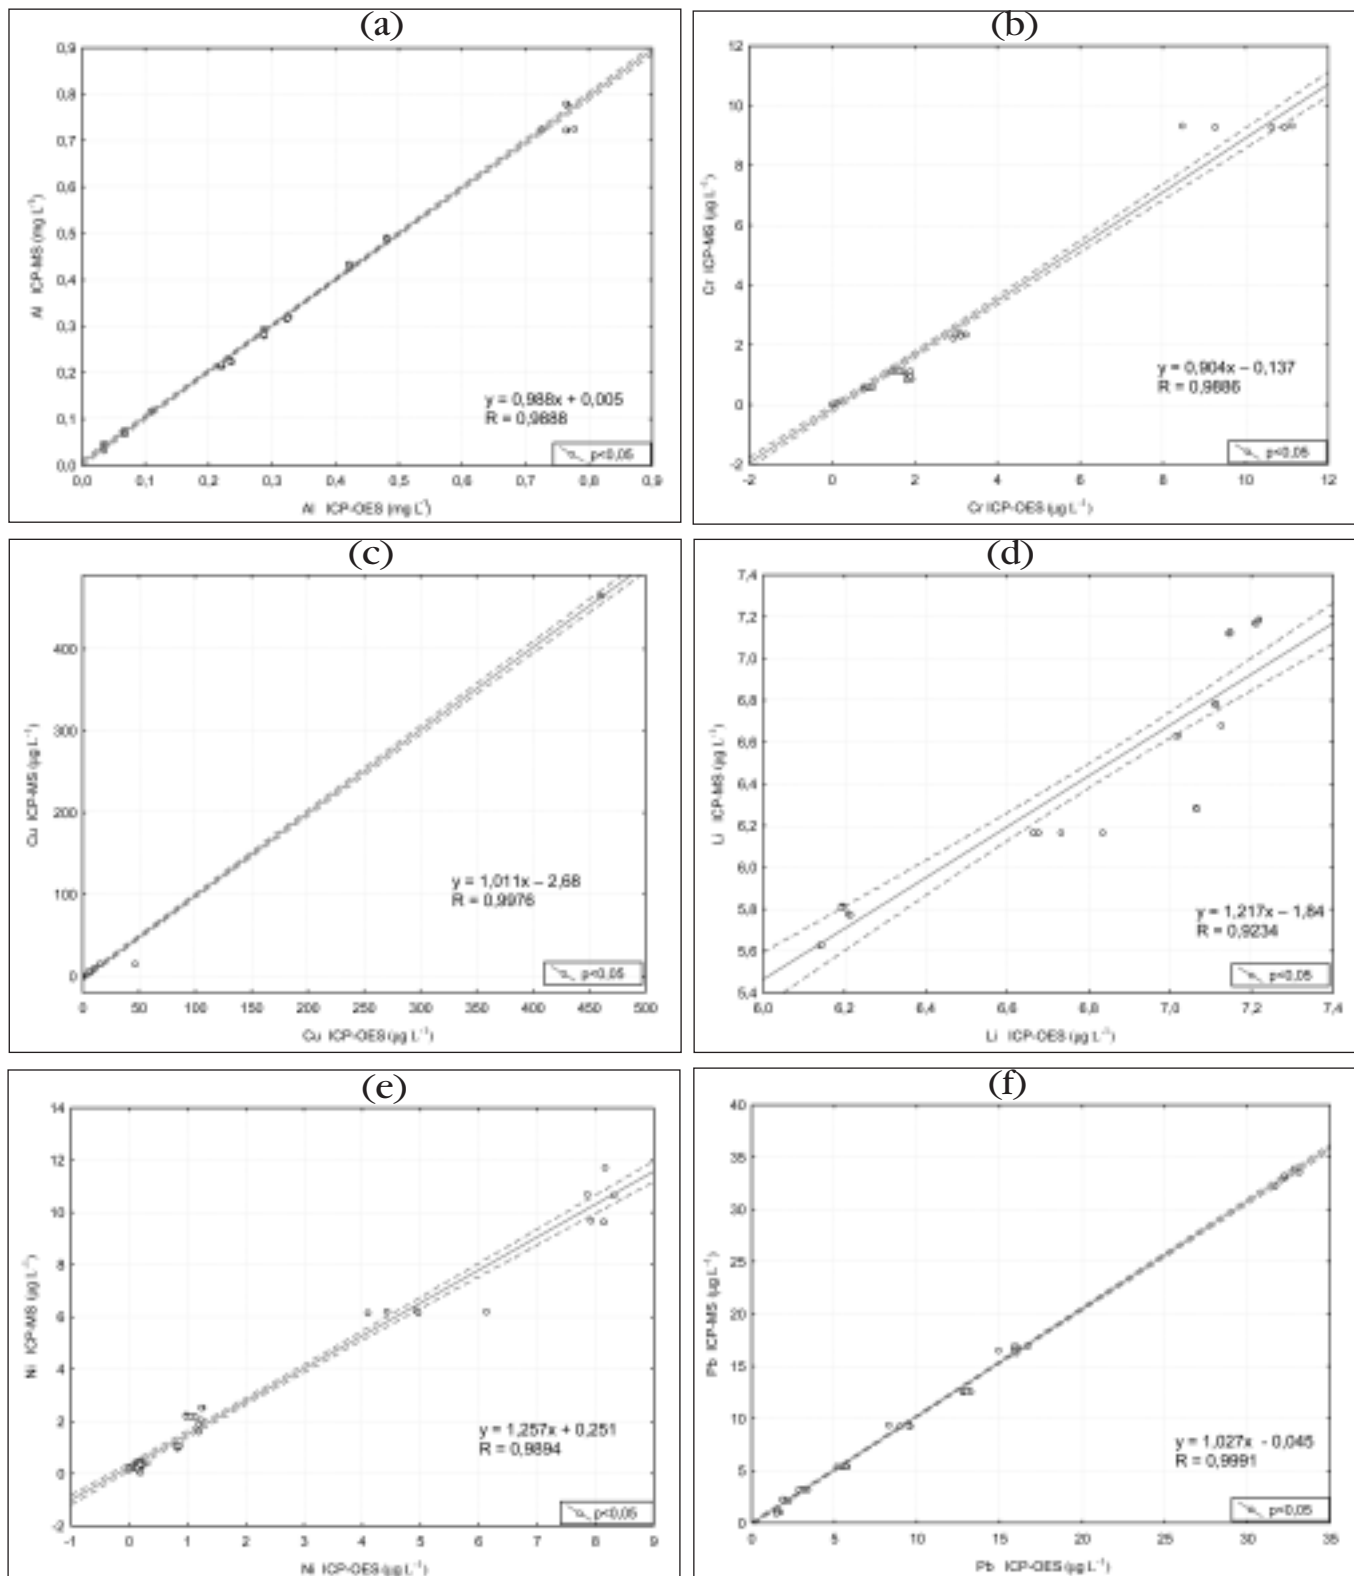 (a)
0,9
0,8
0,7
0,6
0,5
0,4
0,3
0,2
0,1
0,0
Al ICP-MS (mg L⁻¹)
y = 0,988x + 0,005
R = 0,9888
p<0,05
0,0 0,1 0,2 0,3 0,4 0,5 0,6 0,7 0,8 0,9
Al ICP-OES (mg L⁻¹)
(b)
12
10
8
6
4
2
0
-2
Cr ICP-MS (µg L⁻¹)
y = 0,904x – 0,137
R = 0,9886
p<0,05
-2 0 2 4 6 8 10 12
Cr ICP-OES (µg L⁻¹)
(c)
400
300
200
100
0
Cu ICP-MS (µg L⁻¹)
y = 1,011x – 2,68
R = 0,9976
p<0,05
0 50 100 150 200 250 300 350 400 450 500
Cu ICP-OES (µg L⁻¹)
(d)
7,4
7,2
7,0
6,8
6,6
6,4
6,2
6,0
5,8
5,6
5,4
Li ICP-MS (µg L⁻¹)
y = 1,217x – 1,84
R = 0,9234
p<0,05
6,0 6,2 6,4 6,6 6,8 7,0 7,2 7,4
Li ICP-OES (µg L⁻¹)
(e)
14
12
10
8
6
4
2
0
-2
Ni ICP-MS (µg L⁻¹)
y = 1,257x + 0,251
R = 0,9894
p<0,05
-1 0 1 2 3 4 5 6 7 8 9
Ni ICP-OES (µg L⁻¹)
(f)
40
35
30
25
20
15
10
5
0
Pb ICP-MS (µg L⁻¹)
y = 1,027x - 0,045
R = 0,9991
p<0,05
0 5 10 15 20 25 30 35
Pb ICP-OES (µg L⁻¹)